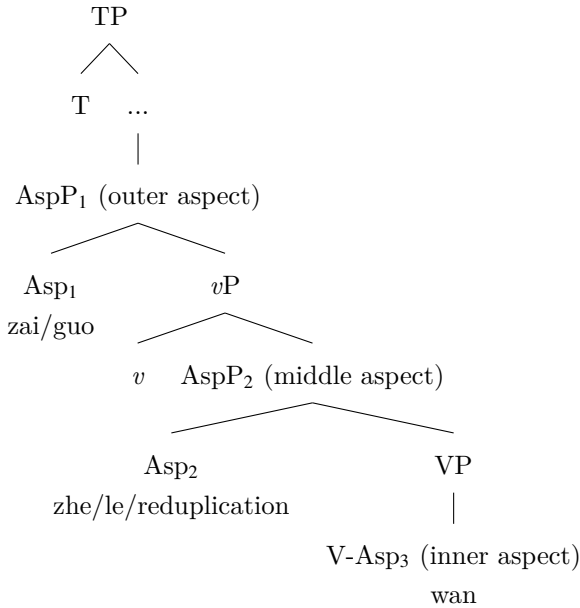 TP
T ...
AspP₁ (outer aspect)
Asp₁ vP
zai/guo
v AspP₂ (middle aspect)
Asp₂ VP
zhe/le/reduplication
V-Asp₃ (inner aspect)
wan